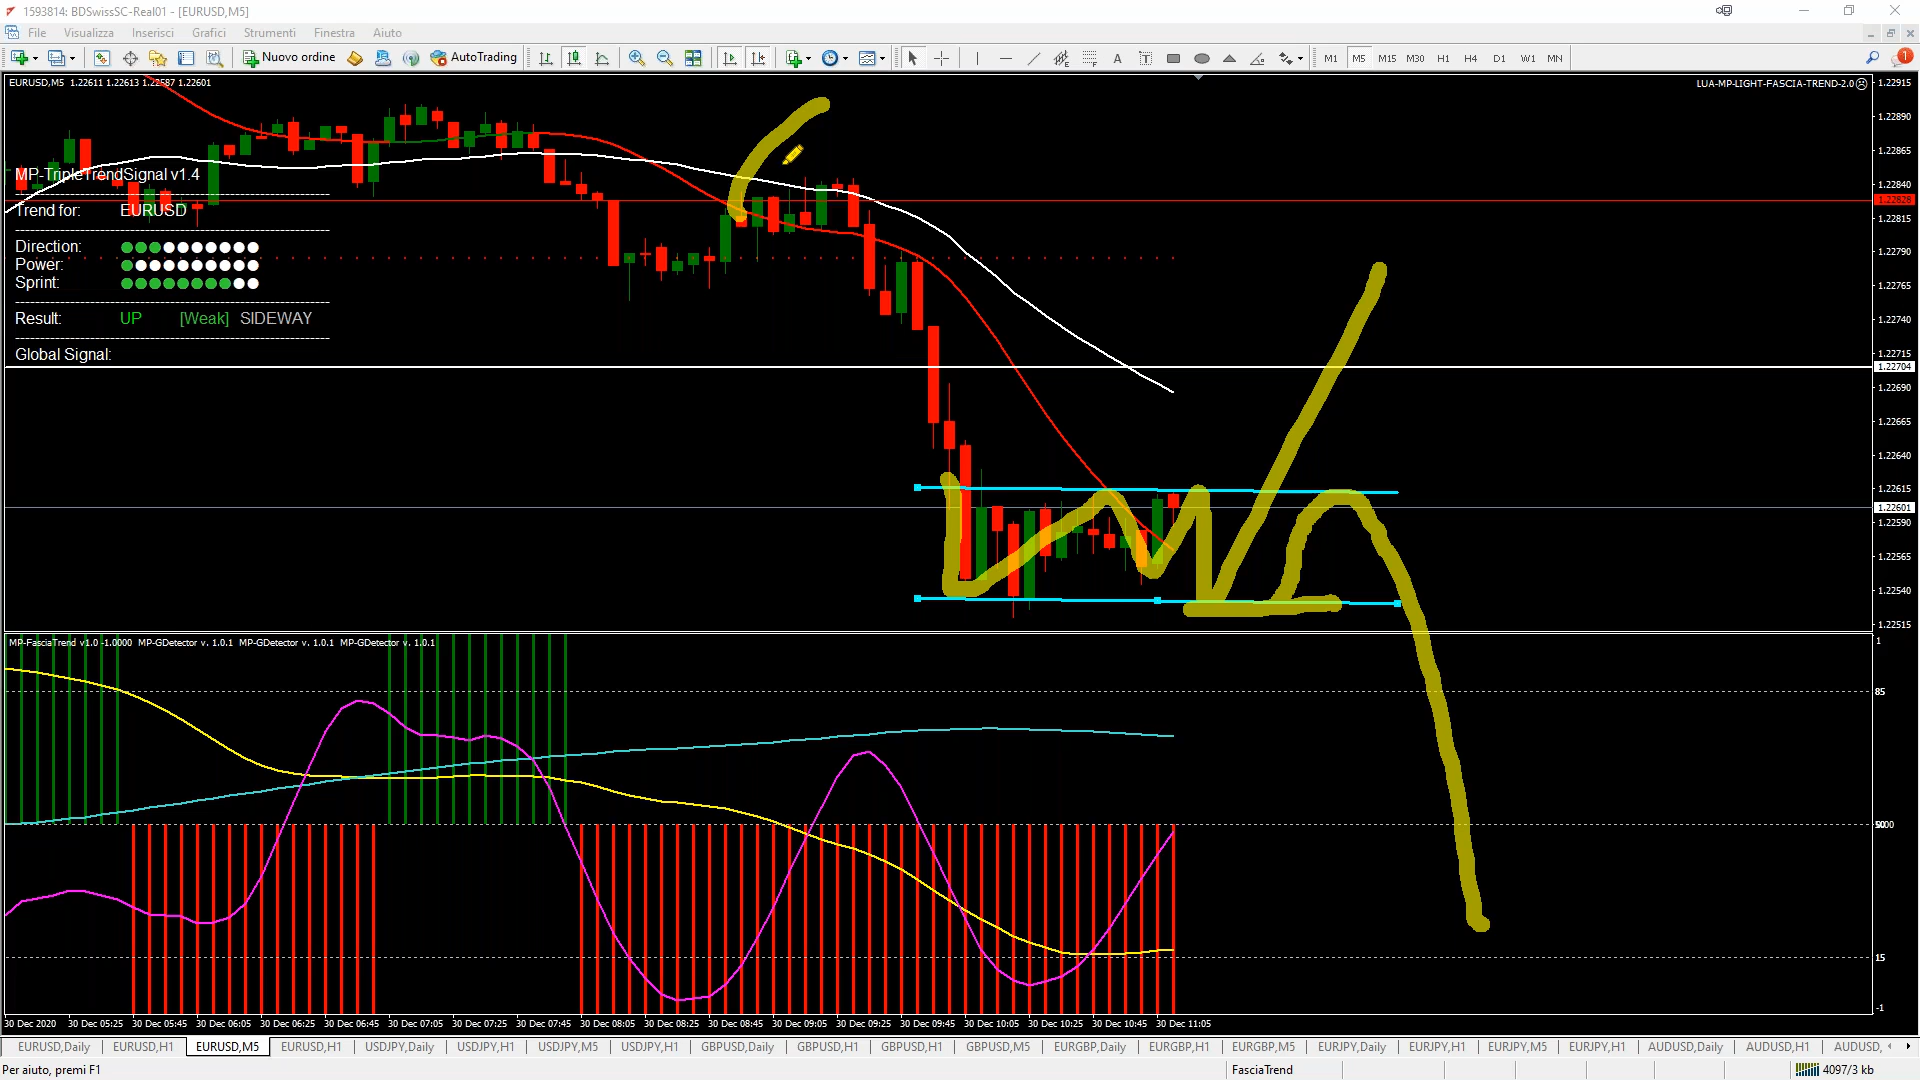 1593814: BDSwissSC-Real01 - [EURUSD,M5]
File Visualizza Inserisci Grafici Strumenti Finestra Aiuto
Nuovo ordine AutoTrading M1 M5 M15 M30 H1 H4 D1 W1 MN 1
EURUSD,M5 1.22611 1.22613 1.22587 1.22601
LUA-MP-LIGHT-FASCIA-TREND-2.0
1.22915
1.22890
1.22865
1.22840
1.22828
1.22815
1.22790
1.22765
1.22740
1.22715
1.22704
1.22690
1.22665
1.22640
1.22615
1.22601
1.22590
1.22565
1.22540
1.22515
MP-TripleTrendSignal v1.4
Trend for: EURUSD
Direction:
Power:
Sprint:
Result: UP [Weak] SIDEWAY
Global Signal:
MP-FasciaTrend v1.0 -1.0000 MP-GDetector v. 1.0.1 MP-GDetector v. 1.0.1 MP-GDetector v. 1.0.1
1
85
15
-1
30 Dec 2020 30 Dec 05:25 30 Dec 05:45 30 Dec 06:05 30 Dec 06:25 30 Dec 06:45 30 Dec 07:05 30 Dec 07:25 30 Dec 07:45 30 Dec 08:05 30 Dec 08:25 30 Dec 08:45 30 Dec 09:05 30 Dec 09:25 30 Dec 09:45 30 Dec 10:05 30 Dec 10:25 30 Dec 10:45 30 Dec 11:05
EURUSD,Daily EURUSD,H1 EURUSD,M5 EURUSD,H1 USDJPY,Daily USDJPY,H1 USDJPY,M5 USDJPY,H1 GBPUSD,Daily GBPUSD,H1 GBPUSD,H1 GBPUSD,M5 EURGBP,Daily EURGBP,H1 EURGBP,M5 EURJPY,Daily EURJPY,H1 EURJPY,M5 EURJPY,H1 AUDUSD,Daily AUDUSD,H1 AUDUSD,
Per aiuto, premi F1 FasciaTrend 4097/3 kb